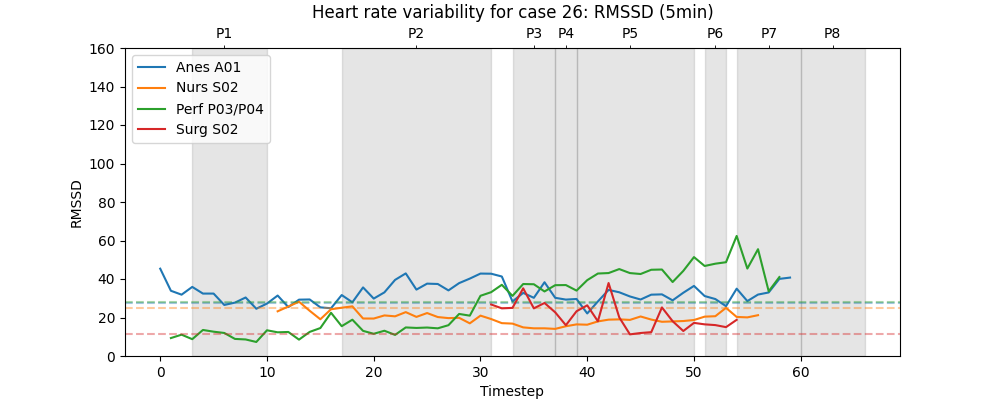 Heart rate variability for case 26: RMSSD (5min)
P1 P2 P3 P4 P5 P6 P7 P8
160
140
120
100
80
60
40
20
0
RMSSD
Anes A01
Nurs S02
Perf P03/P04
Surg S02
0 10 20 30 40 50 60
Timestep